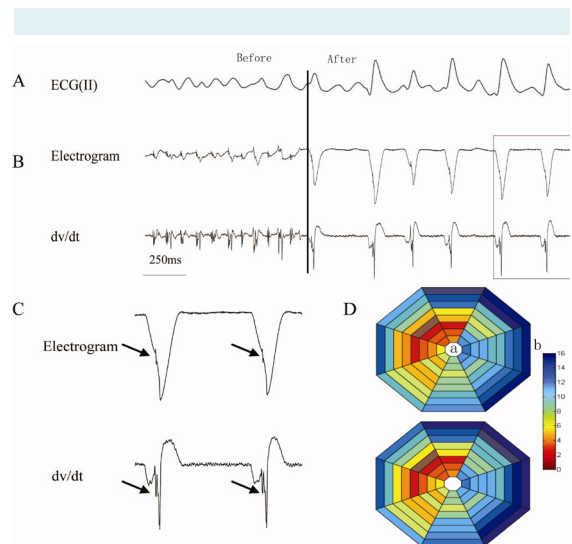 Before After
A ECG(II)
Electrogram
B
dv/dt
250ms
C D
Electrogram
a b
16
14
12
10
8
6
4
2
0
dv/dt